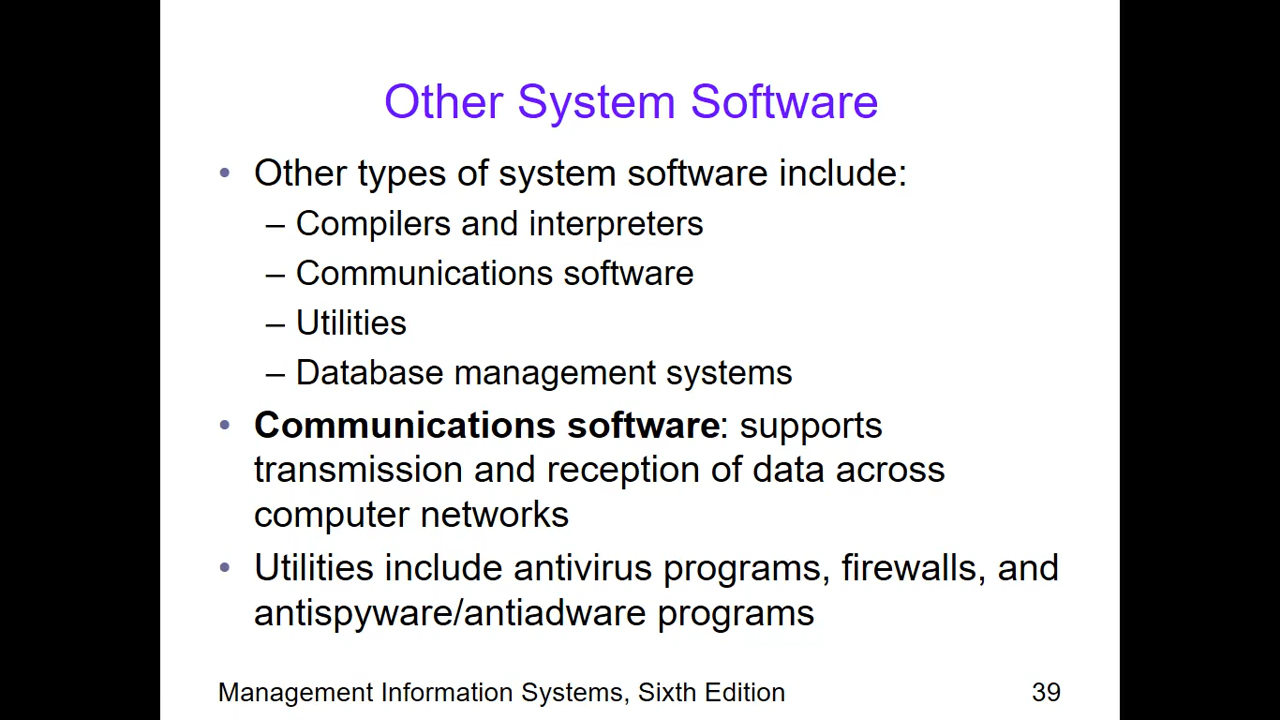 Other System Software
• Other types of system software include:
– Compilers and interpreters
– Communications software
– Utilities
– Database management systems
• Communications software: supports
transmission and reception of data across
computer networks
• Utilities include antivirus programs, firewalls, and
antispyware/antiadware programs
Management Information Systems, Sixth Edition 39